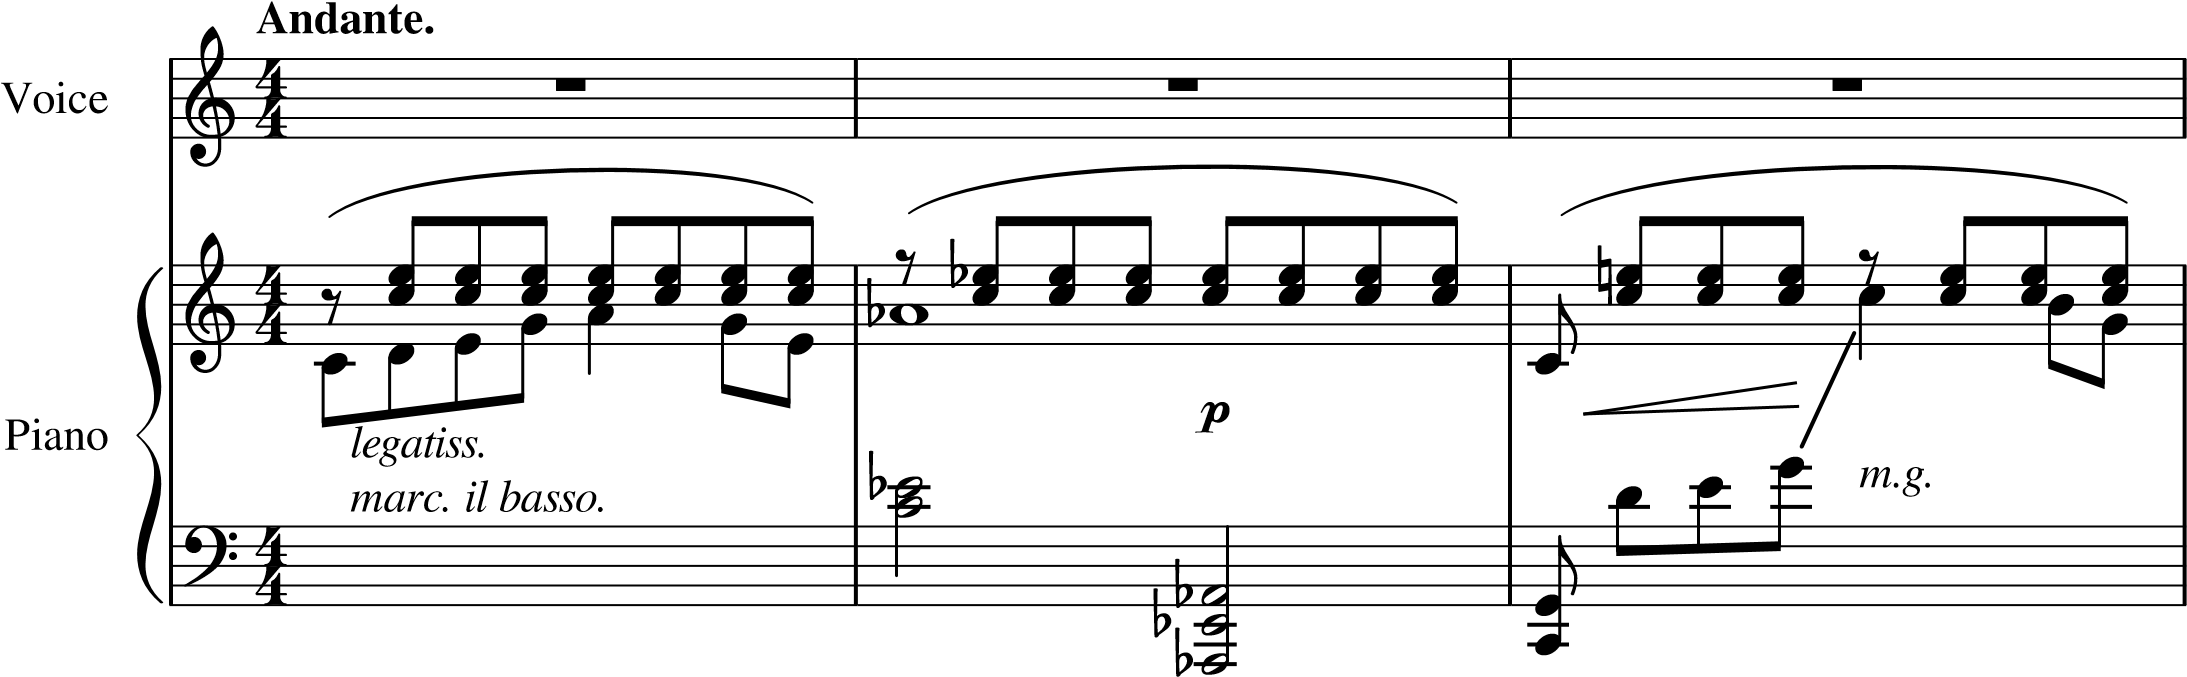 Andante.
Voice
Piano
legatiss.
marc. il basso.
p
m.g.